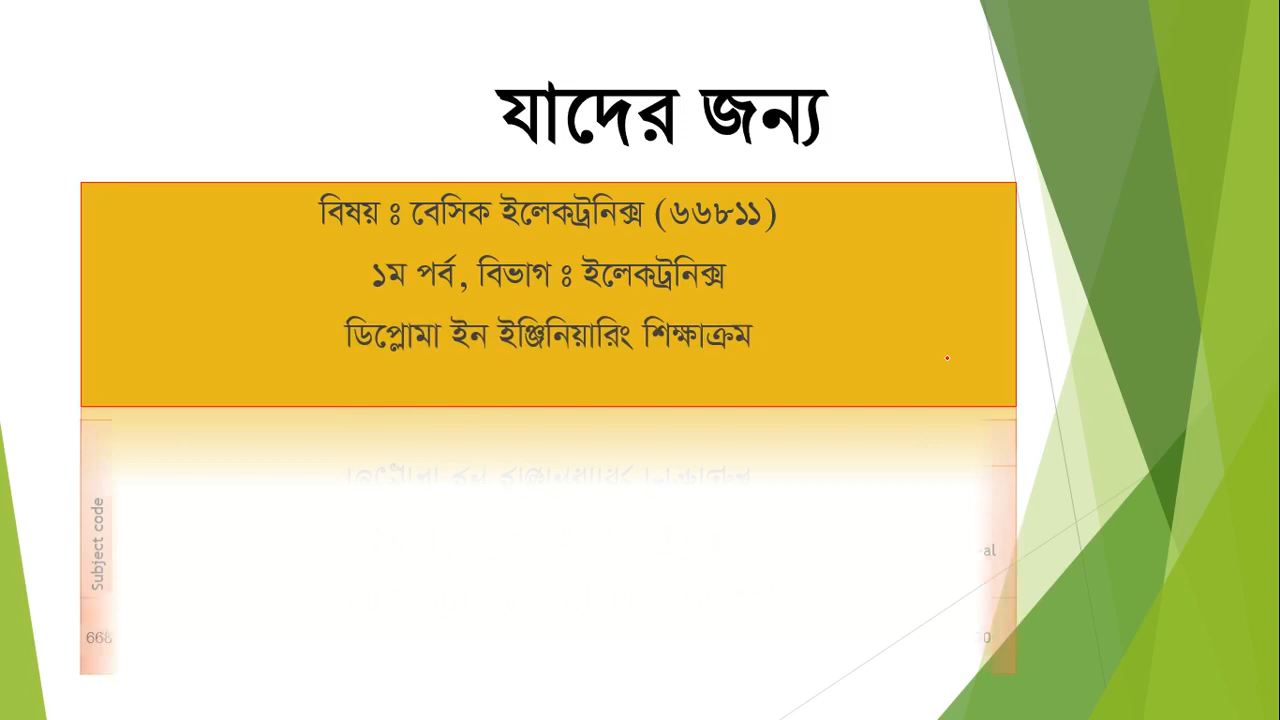 যাদের জন্য
বিষয় ঃ বেসিক ইলেকট্রনিক্স (৬৬৮১১)
১ম পর্ব, বিভাগ ঃ ইলেকট্রনিক্স
ডিপ্লোমা ইন ইঞ্জিনিয়ারিং শিক্ষাক্রম
Subject code